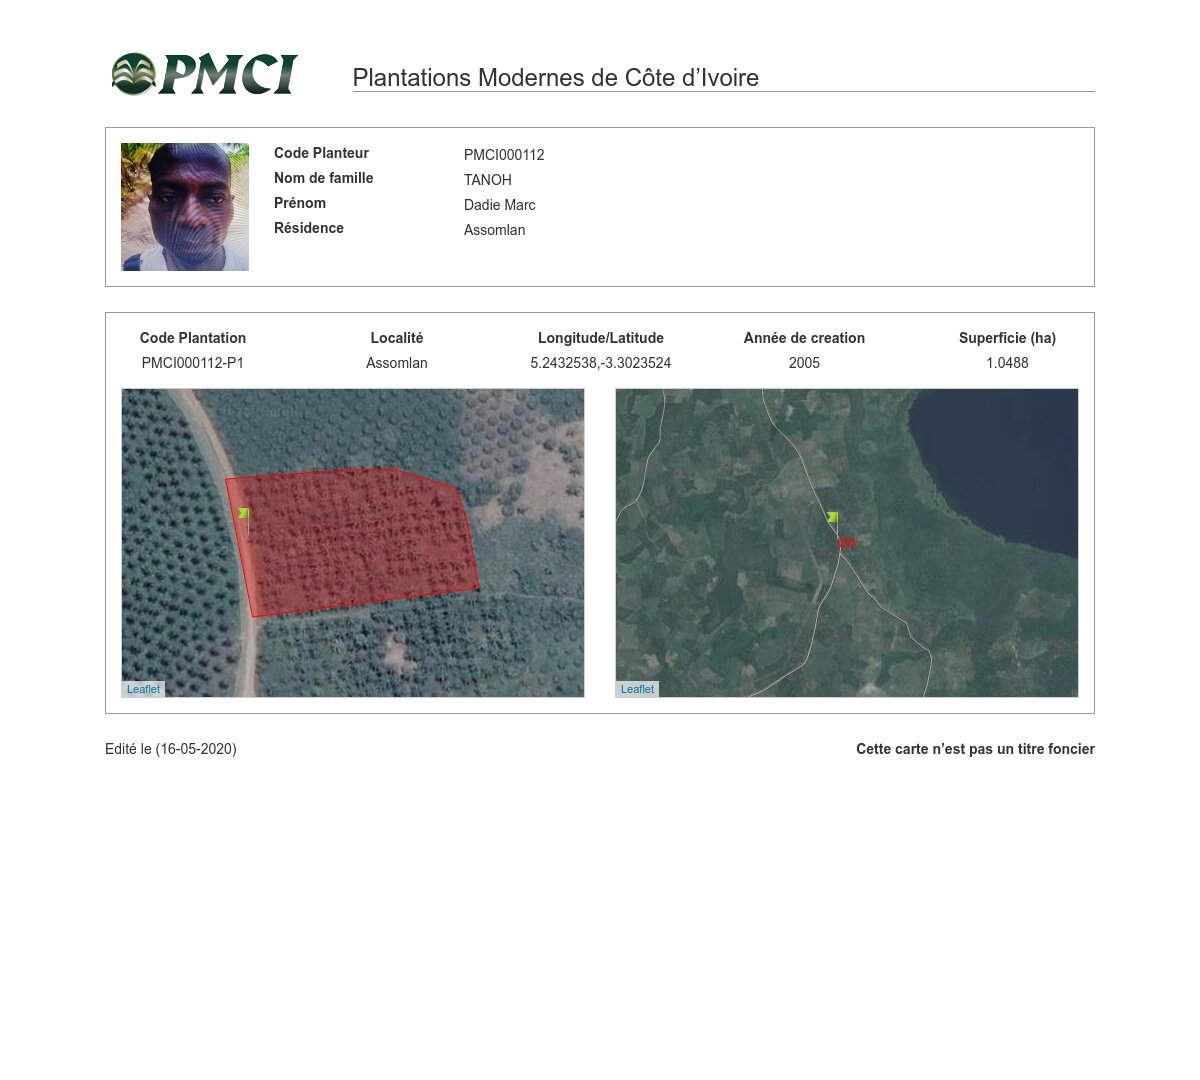 PMCI
Plantations Modernes de Côte d’Ivoire
Code Planteur PMCI000112
Nom de famille TANOH
Prénom Dadie Marc
Résidence Assomlan
Code Plantation Localité Longitude/Latitude Année de creation Superficie (ha)
PMCI000112-P1 Assomlan 5.2432538,-3.3023524 2005 1.0488
Leaflet Leaflet
Edité le (16-05-2020) Cette carte n’est pas un titre foncier